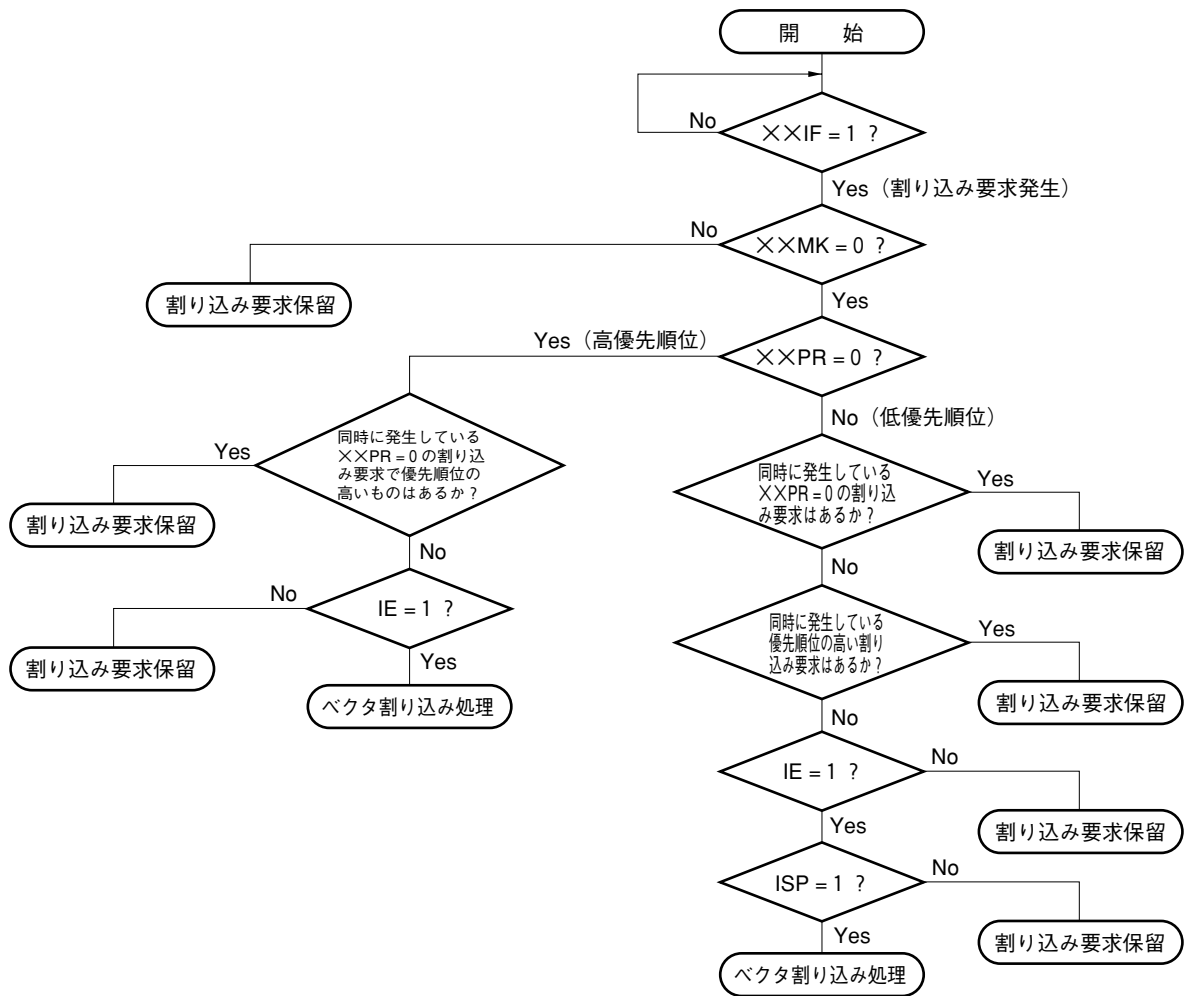 開　始
No
××IF = 1 ?
Yes（割り込み要求発生）
No
××MK = 0 ?
割り込み要求保留
Yes
Yes（高優先順位）
××PR = 0 ?
No（低優先順位）
Yes
同時に発生している
××PR = 0 の割り込
み要求で優先順位の
高いものはあるか？
割り込み要求保留
No
No
IE = 1 ?
割り込み要求保留
Yes
ベクタ割り込み処理
同時に発生している
××PR = 0 の割り込
み要求はあるか？
Yes
割り込み要求保留
No
同時に発生している
優先順位の高い割り
込み要求はあるか？
Yes
割り込み要求保留
No
IE = 1 ?
No
割り込み要求保留
Yes
ISP = 1 ?
No
割り込み要求保留
Yes
ベクタ割り込み処理